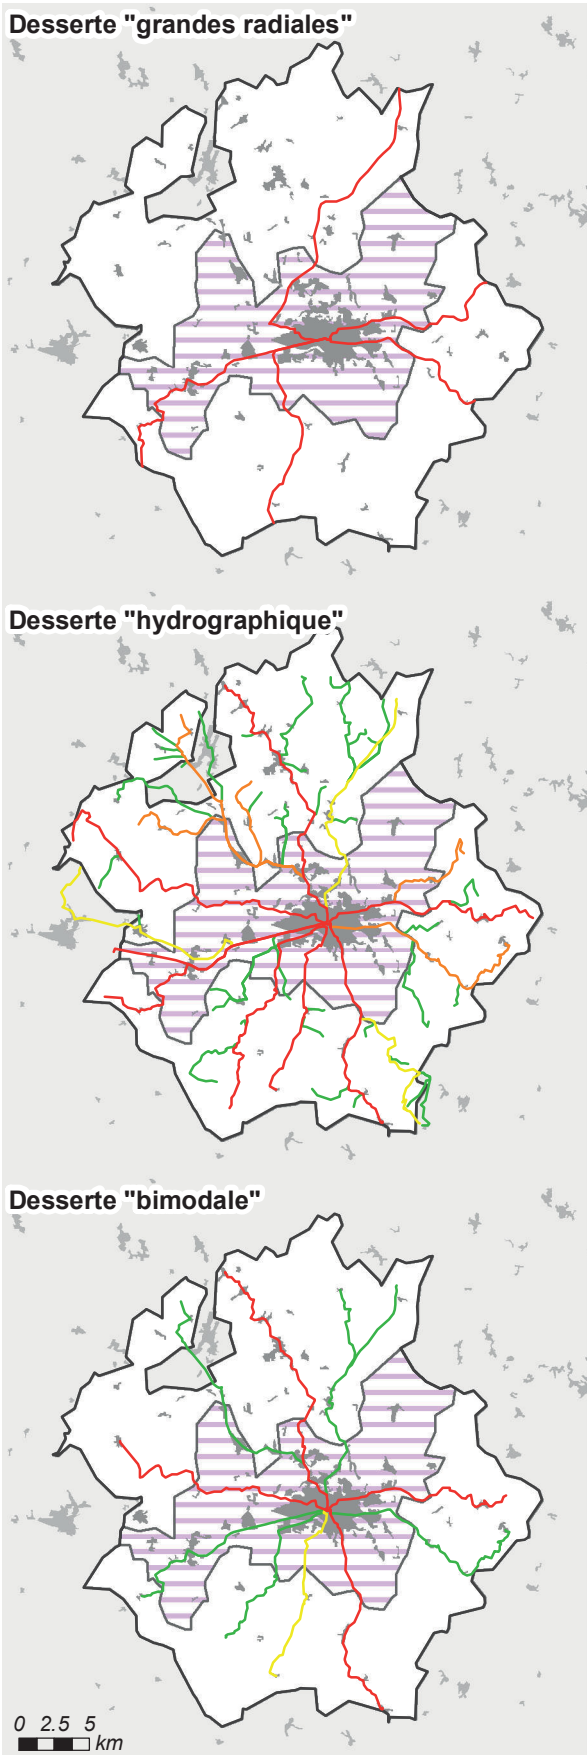 Desserte "grandes radiales"
Desserte "hydrographique"
Desserte "bimodale"
0 2.5 5
km